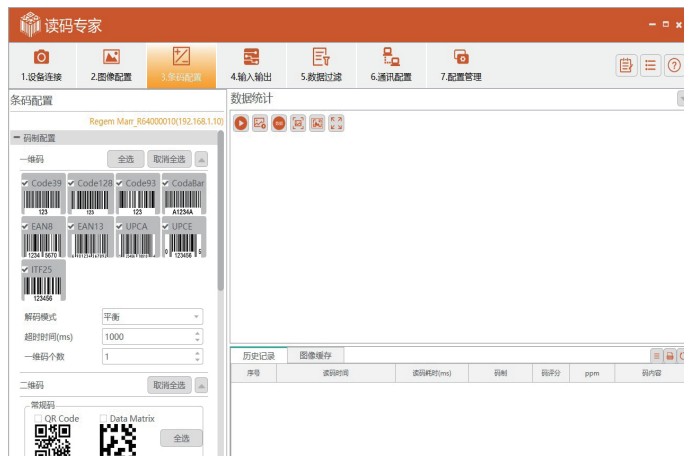 读码专家
1.设备连接 2.图像配置 3.条码配置 4.输入输出 5.数据过滤 6.通讯配置 7.配置管理
条码配置
数据统计
Regem Marr_R64000010(192.168.1.10)
码制配置
一维码 全选 取消全选
Code39 Code128 Code93 CodaBar
123 123 123 A1234A
EAN8 EAN13 UPCA UPCE
1234 5670 0 123456 5
ITF25
123456
解码模式 平衡
超时时间(ms) 1000
一维码个数 1
二维码 取消全选
常规码
QR Code Data Matrix
全选
历史记录 图像缓存
序号 读码时间 读码耗时(ms) 码制 码评分 ppm 码内容